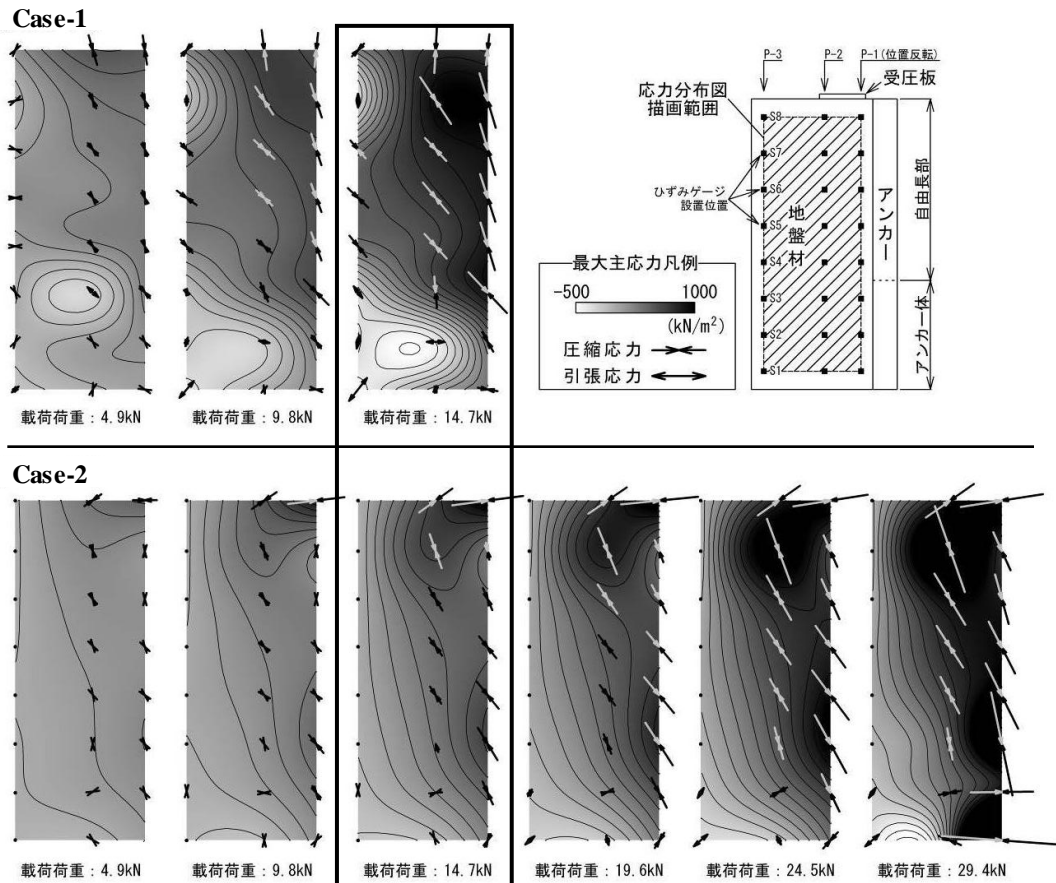 Case-1
載荷荷重：4.9kN
載荷荷重：9.8kN
載荷荷重：14.7kN
P-3
P-2
P-1(位置反転)
受圧板
応力分布図
描画範囲
S8
S7
S6
S5
S4
S3
S2
S1
ひずみゲージ
設置位置
地盤材
アンカー
自由長部
アンカー体
最大主応力凡例
-500
1000
(kN/m²)
圧縮応力
引張応力
Case-2
載荷荷重：4.9kN
載荷荷重：9.8kN
載荷荷重：14.7kN
載荷荷重：19.6kN
載荷荷重：24.5kN
載荷荷重：29.4kN